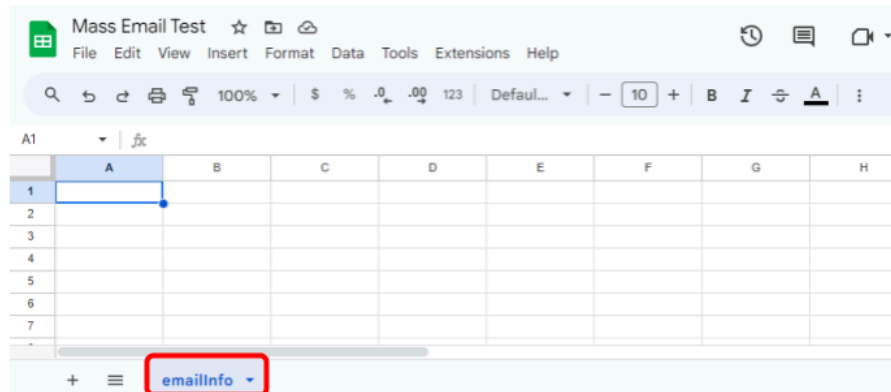 Mass Email Test
File Edit View Insert Format Data Tools Extensions Help
100% $ % .0 .00 123 Defaul... 10 B I A
A1 fx
A B C D E F G H
1
2
3
4
5
6
7
emailInfo